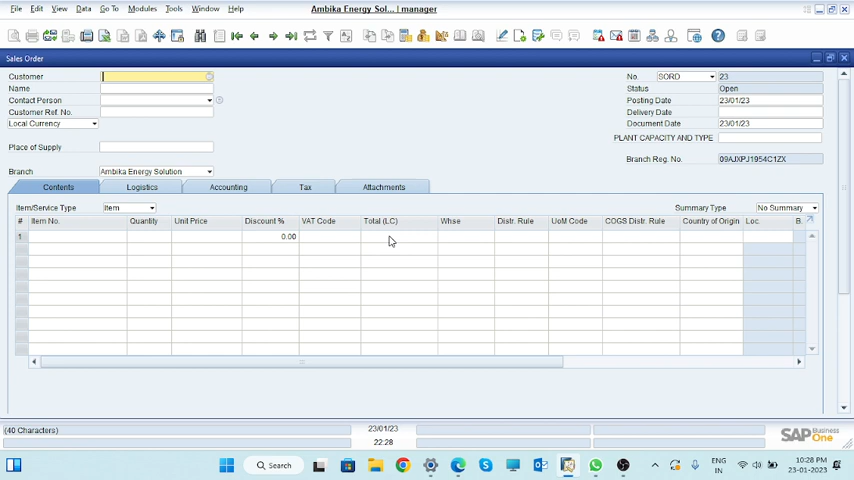 File Edit View Data Go To Modules Tools Window Help
Ambika Energy Sol... | manager
Sales Order
Customer
Name
Contact Person
Customer Ref. No.
Local Currency
Place of Supply
Branch Ambika Energy Solution
No. SORD 23
Status Open
Posting Date 23/01/23
Delivery Date
Document Date 23/01/23
PLANT CAPACITY AND TYPE
Branch Reg. No. 09AJXPJ1954C1ZX
Contents Logistics Accounting Tax Attachments
Item/Service Type Item Summary Type No Summary
# Item No. Quantity Unit Price Discount % VAT Code Total (LC) Whse Distr. Rule UoM Code COGS Distr. Rule Country of Origin Loc. B.
1 0.00
(40 Characters) 23/01/23
22:28
SAP Business One
Search
ENG
IN
10:28 PM
23-01-2023